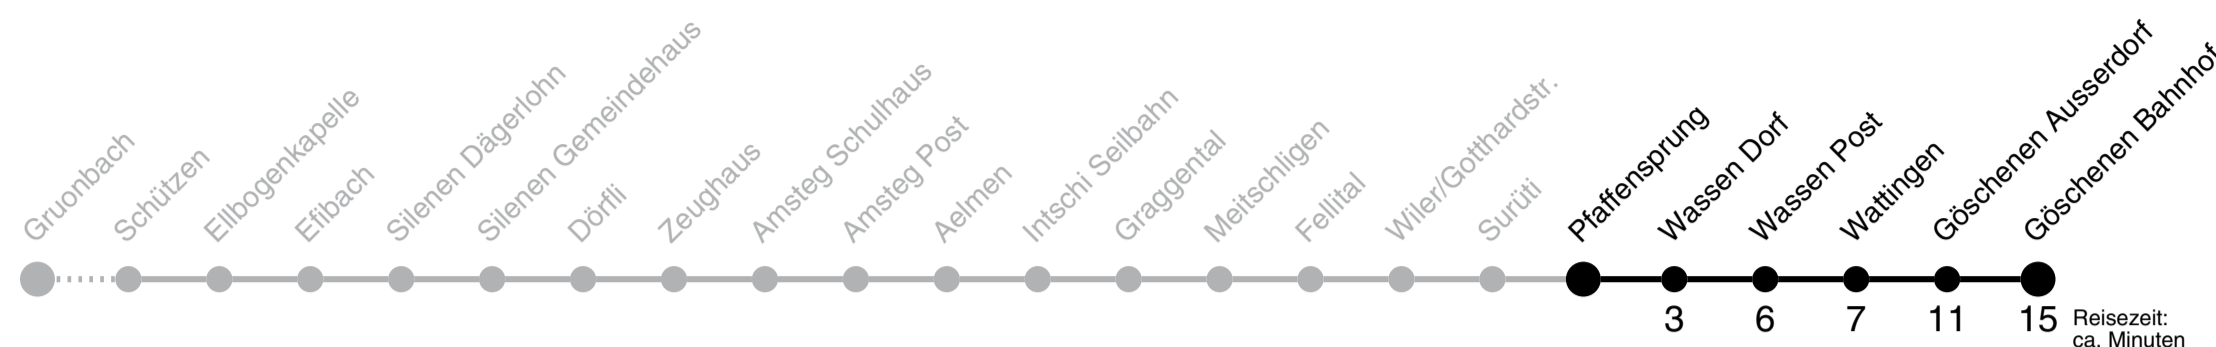 Gruonbach
Schützen
Ellbogenkapelle
Efibach
Silenen Dägerlohn
Silenen Gemeindehaus
Dörfli
Zeughaus
Amsteg Schulhaus
Amsteg Post
Aelmen
Intschi Seilbahn
Graggental
Meitschligen
Fellital
Wiler/Gotthardstr.
Surüti
Pfaffensprung
Wassen Dorf
Wassen Post
Wattingen
Göschenen Ausserdorf
Göschenen Bahnhof
3 6 7 11 15
Reisezeit:
ca. Minuten